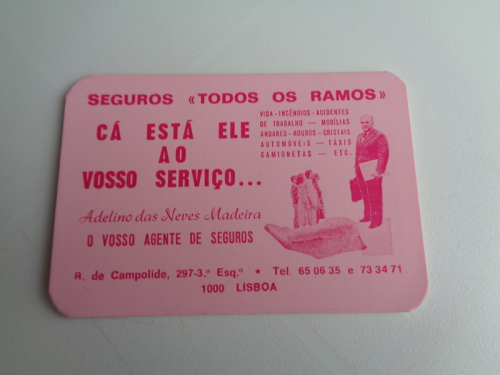 SEGUROS «TODOS OS RAMOS»
CÁ ESTÁ ELE
AO
VOSSO SERVIÇO...
VIDA - INCÊNDIOS - ACIDENTES
DE TRABALHO — MOBÍLIAS
ANDARES - ROUBOS - CRISTAIS
AUTOMÓVEIS — TÁXIS
CAMIONETAS — ETC.
Adelino das Neves Madeira
O VOSSO AGENTE DE SEGUROS
R. de Campolide, 297-3.º Esq.º • Tel. 65 06 35 e 73 34 71
1000 LISBOA